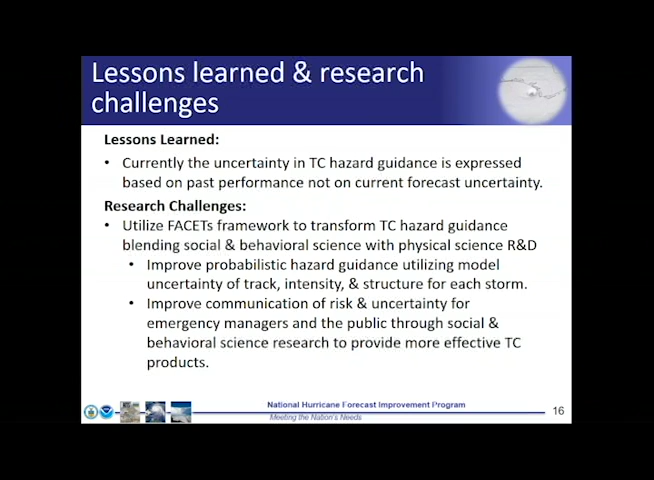 Lessons learned & research
challenges
Lessons Learned:
• Currently the uncertainty in TC hazard guidance is expressed
based on past performance not on current forecast uncertainty.
Research Challenges:
• Utilize FACETs framework to transform TC hazard guidance
blending social & behavioral science with physical science R&D
• Improve probabilistic hazard guidance utilizing model
uncertainty of track, intensity, & structure for each storm.
• Improve communication of risk & uncertainty for
emergency managers and the public through social &
behavioral science research to provide more effective TC
products.
National Hurricane Forecast Improvement Program
Meeting the Nation's Needs
16